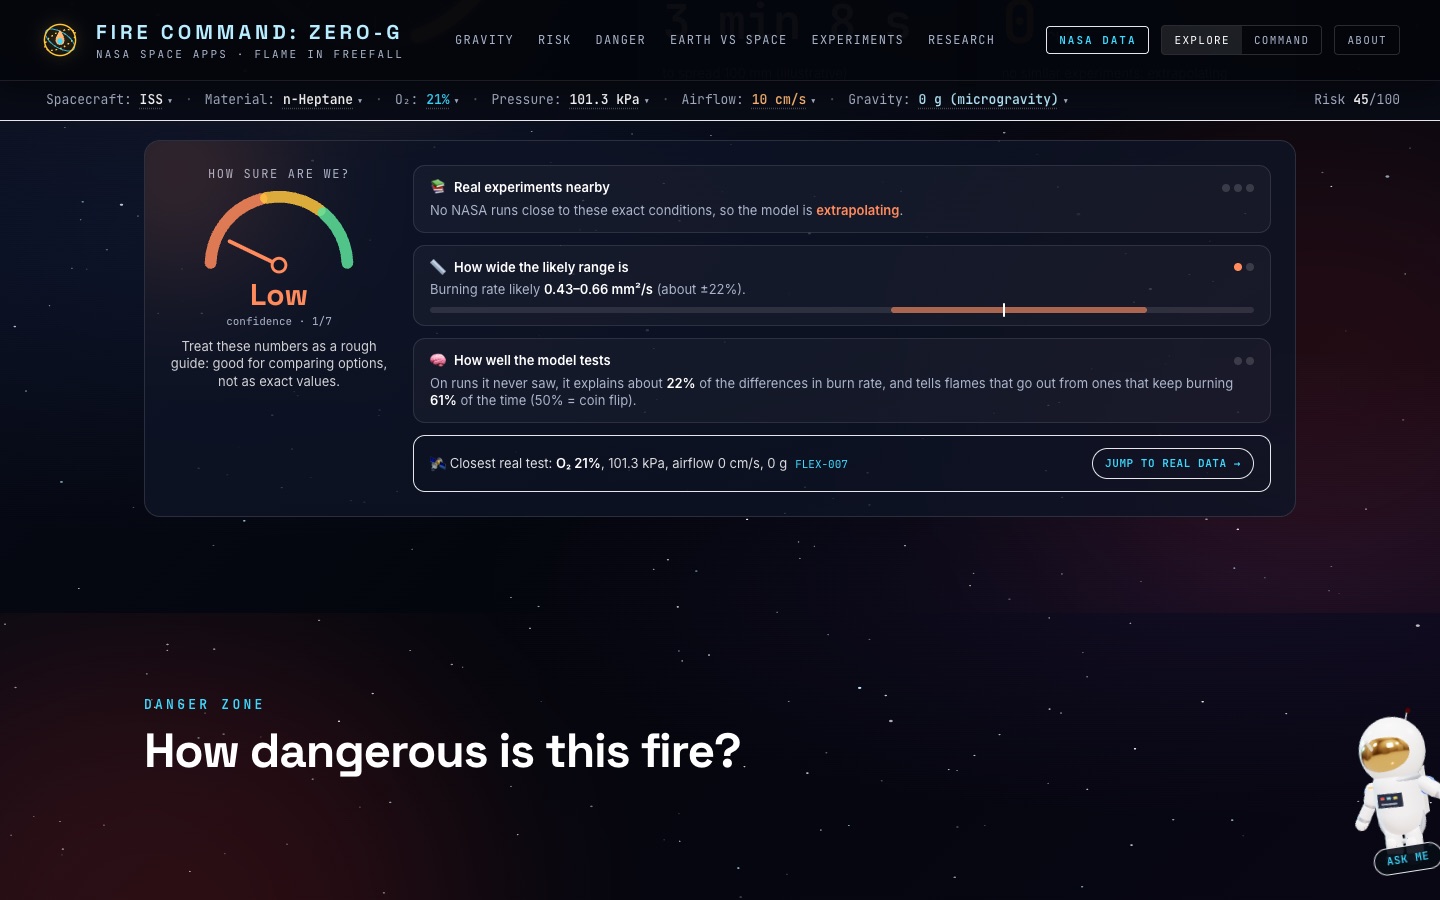 3 min 8 s 0
FIRE COMMAND: ZERO-G
NASA SPACE APPS · FLAME IN FREEFALL
GRAVITY RISK DANGER EARTH VS SPACE EXPERIMENTS RESEARCH
NASA DATA EXPLORE COMMAND ABOUT
Spacecraft: ISS ▾ · Material: n-Heptane ▾ · O₂: 21% ▾ · Pressure: 101.3 kPa ▾ · Airflow: 10 cm/s ▾ · Gravity: 0 g (microgravity) ▾ Risk 45/100
HOW SURE ARE WE?
Low
confidence · 1/7
Treat these numbers as a rough
guide: good for comparing options,
not as exact values.
Real experiments nearby
No NASA runs close to these exact conditions, so the model is extrapolating.
How wide the likely range is
Burning rate likely 0.43–0.66 mm²/s (about ±22%).
How well the model tests
On runs it never saw, it explains about 22% of the differences in burn rate, and tells flames that go out from ones that keep burning
61% of the time (50% = coin flip).
Closest real test: O₂ 21%, 101.3 kPa, airflow 0 cm/s, 0 g FLEX-007
JUMP TO REAL DATA →
DANGER ZONE
How dangerous is this fire?
ASK ME